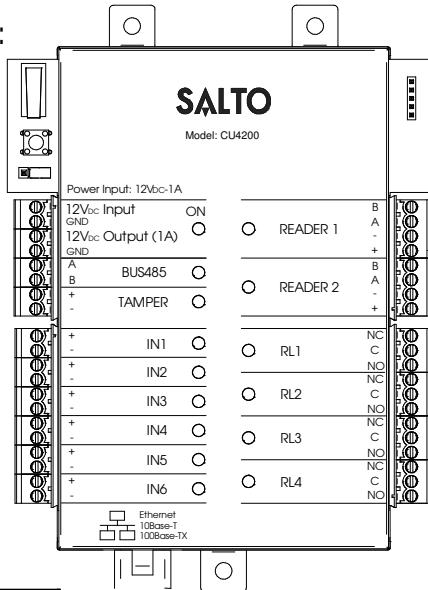 :
SALTO
Model: CU4200
Power Input: 12VDC-1A
12VDC Input ON
GND
12VDC Output (1A)
GND
A
BUS485
B
+
TAMPER
-
+
IN1
-
+
IN2
-
+
IN3
-
+
IN4
-
+
IN5
-
+
IN6
-
B
A
READER 1
-
+
B
A
READER 2
-
+
NC
RL1 C
NO
NC
RL2 C
NO
NC
RL3 C
NO
NC
RL4 C
NO
Ethernet
10Base-T
100Base-TX